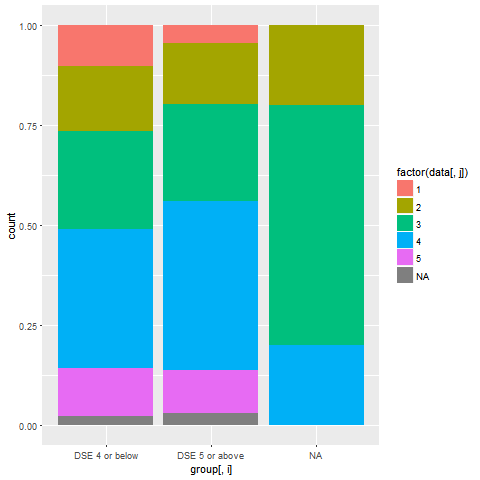 1.00
0.75
0.50
0.25
0.00
count
DSE 4 or below
DSE 5 or above
NA
group[, i]
factor(data[, j])
1
2
3
4
5
NA